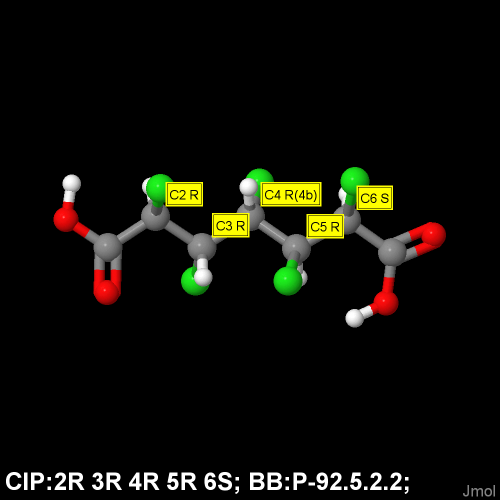 C2 R
C4 R(4b)
C6 S
C3 R
C5 R
CIP:2R 3R 4R 5R 6S; BB:P-92.5.2.2;
Jmol